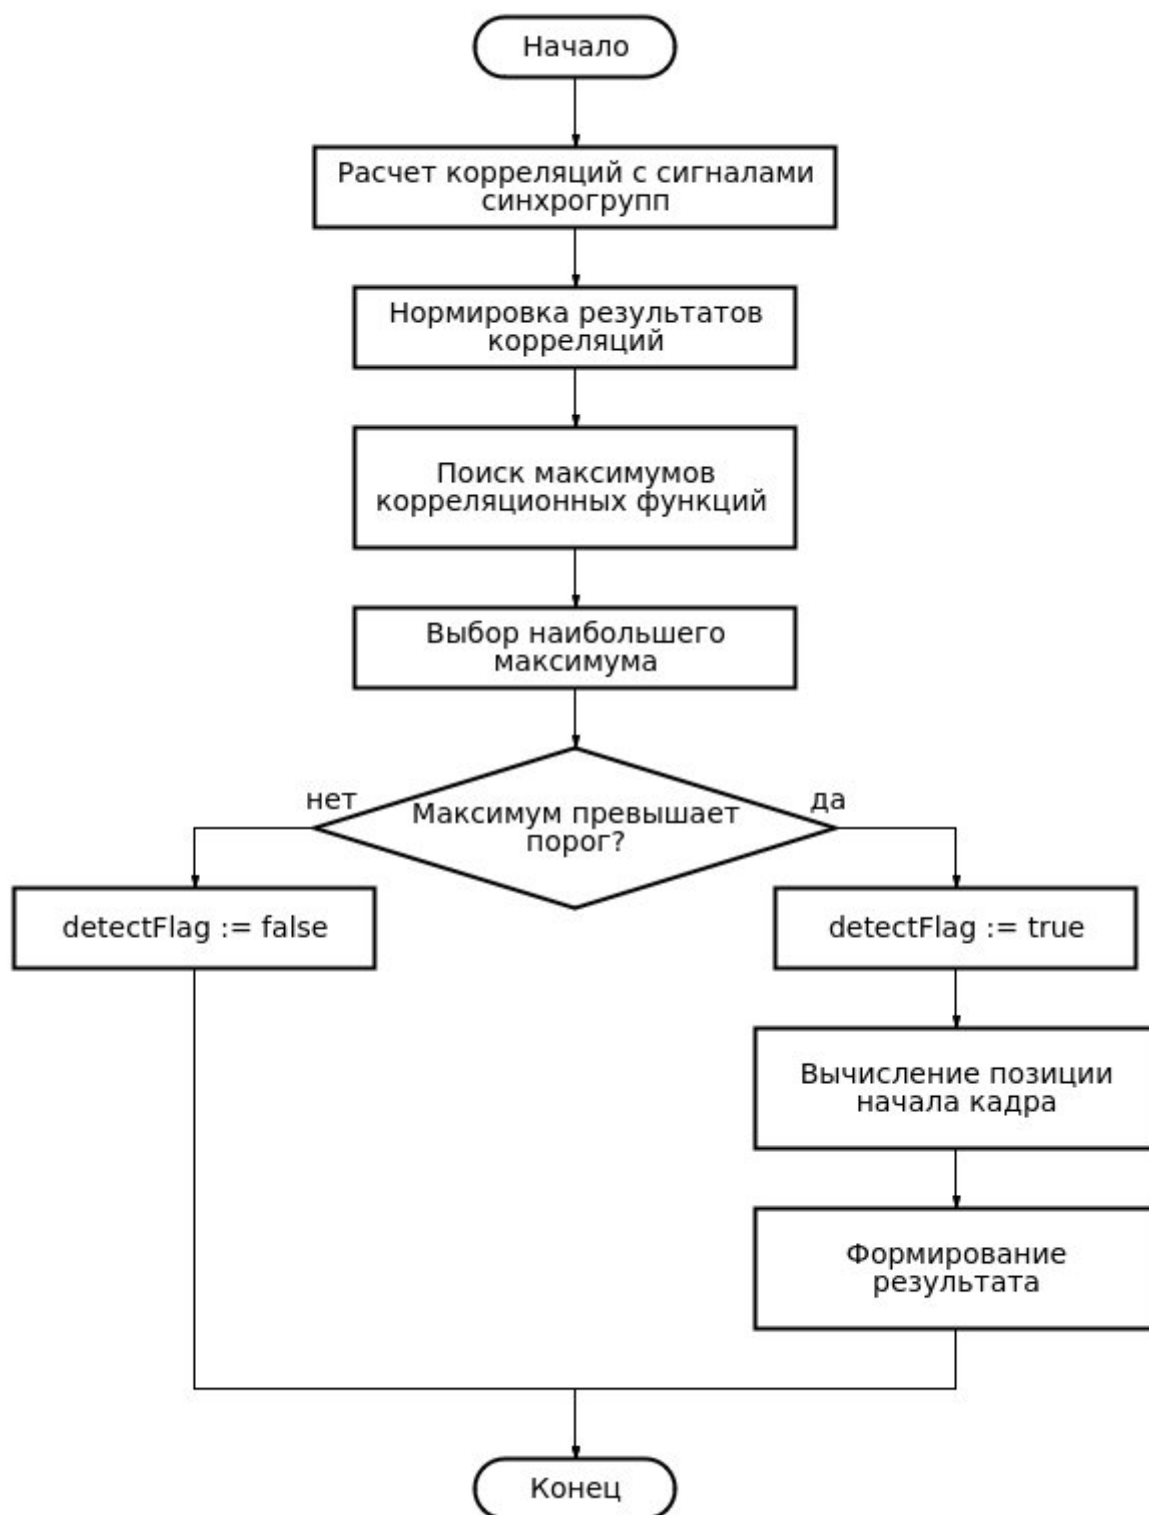 Начало
Расчет корреляций с сигналами
синхрогрупп
Нормировка результатов
корреляций
Поиск максимумов
корреляционных функций
Выбор наибольшего
максимума
нет
Максимум превышает
порог?
да
detectFlag := false
detectFlag := true
Вычисление позиции
начала кадра
Формирование
результата
Конец